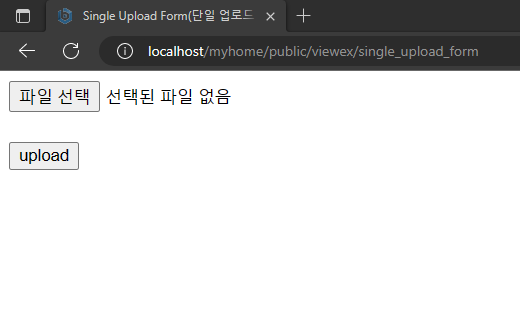 Single Upload Form(단일 업로드
localhost/myhome/public/viewex/single_upload_form
파일 선택 선택된 파일 없음
upload